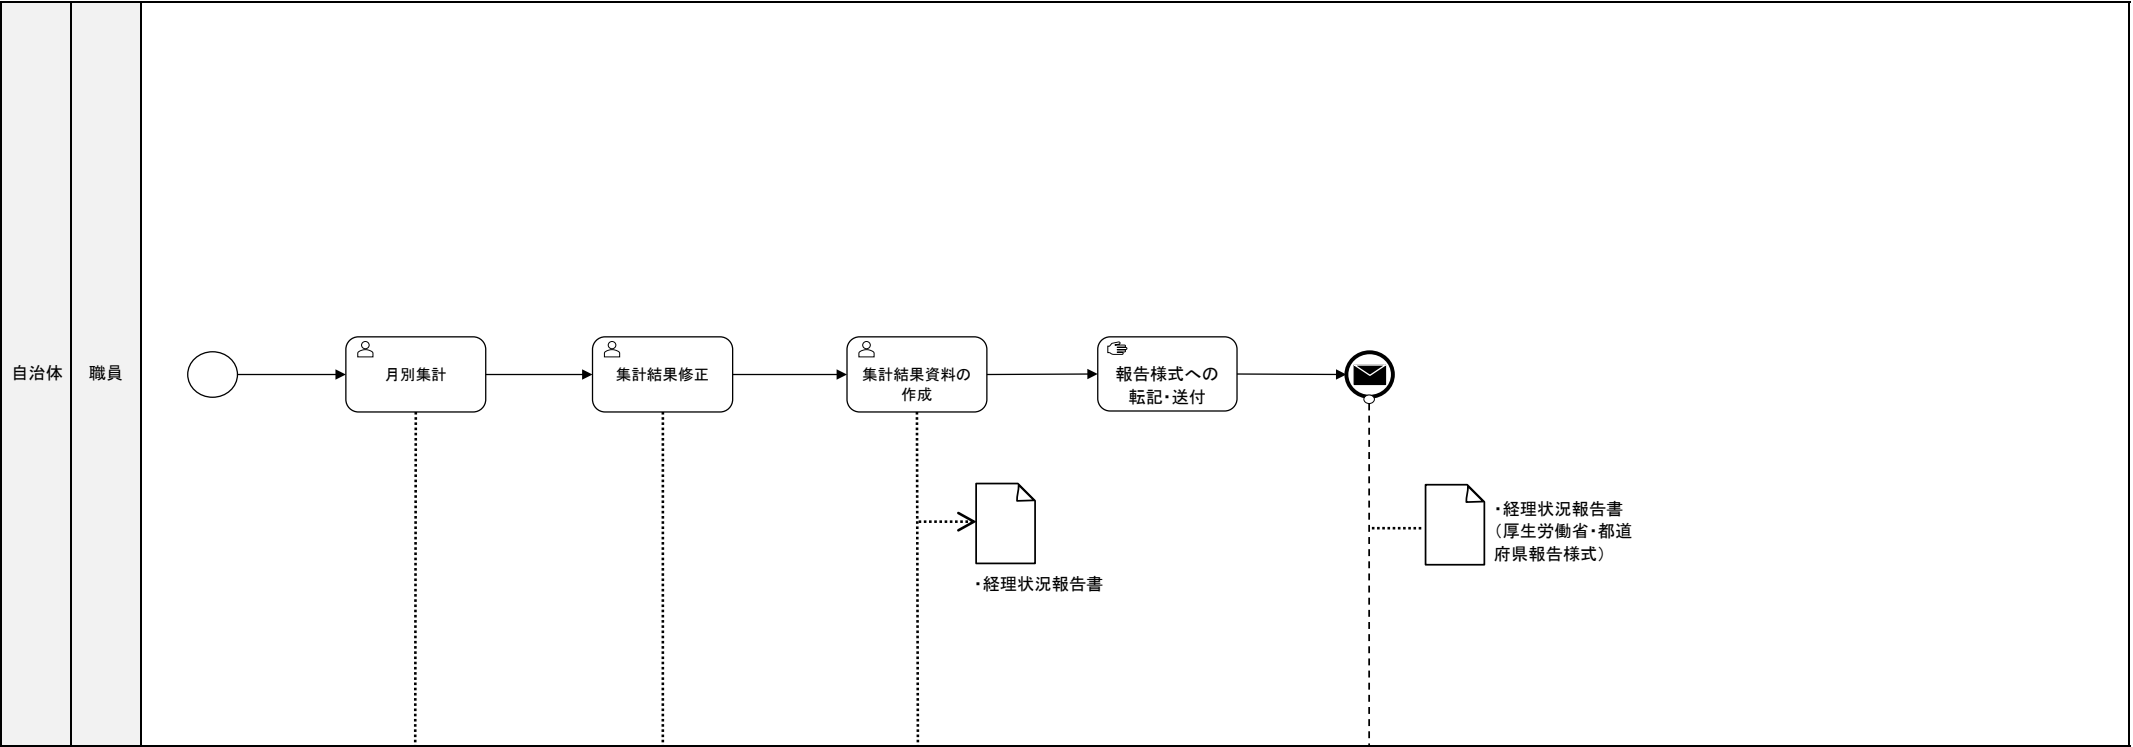 自治体
職員
月別集計
集計結果修正
集計結果資料の
作成
報告様式への
転記・送付
・経理状況報告書
・経理状況報告書
（厚生労働省・都道
府県報告様式）